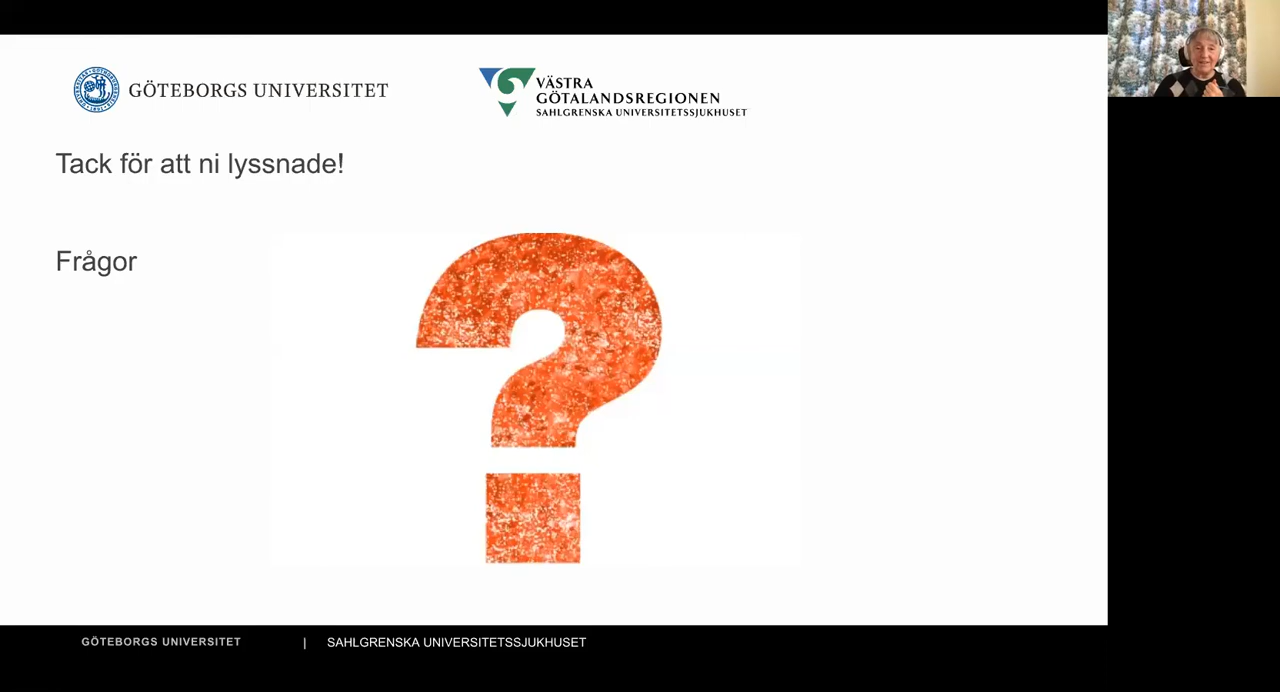 GÖTEBORGS UNIVERSITET
VÄSTRA
GÖTALANDSREGIONEN
SAHLGRENSKA UNIVERSITETSSJUKHUSET
Tack för att ni lyssnade!
Frågor
?
GÖTEBORGS UNIVERSITET | SAHLGRENSKA UNIVERSITETSSJUKHUSET